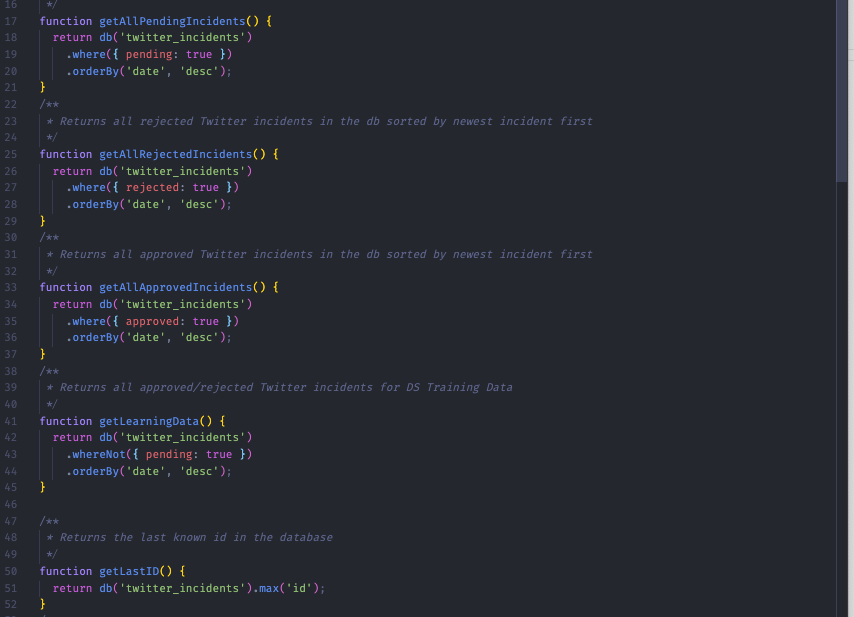 16 */
17 function getAllPendingIncidents() {
18 return db('twitter_incidents')
19 .where({ pending: true })
20 .orderBy('date', 'desc');
21 }
22 /**
23 * Returns all rejected Twitter incidents in the db sorted by newest incident first
24 */
25 function getAllRejectedIncidents() {
26 return db('twitter_incidents')
27 .where({ rejected: true })
28 .orderBy('date', 'desc');
29 }
30 /**
31 * Returns all approved Twitter incidents in the db sorted by newest incident first
32 */
33 function getAllApprovedIncidents() {
34 return db('twitter_incidents')
35 .where({ approved: true })
36 .orderBy('date', 'desc');
37 }
38 /**
39 * Returns all approved/rejected Twitter incidents for DS Training Data
40 */
41 function getLearningData() {
42 return db('twitter_incidents')
43 .whereNot({ pending: true })
44 .orderBy('date', 'desc');
45 }
46
47 /**
48 * Returns the last known id in the database
49 */
50 function getLastID() {
51 return db('twitter_incidents').max('id');
52 }